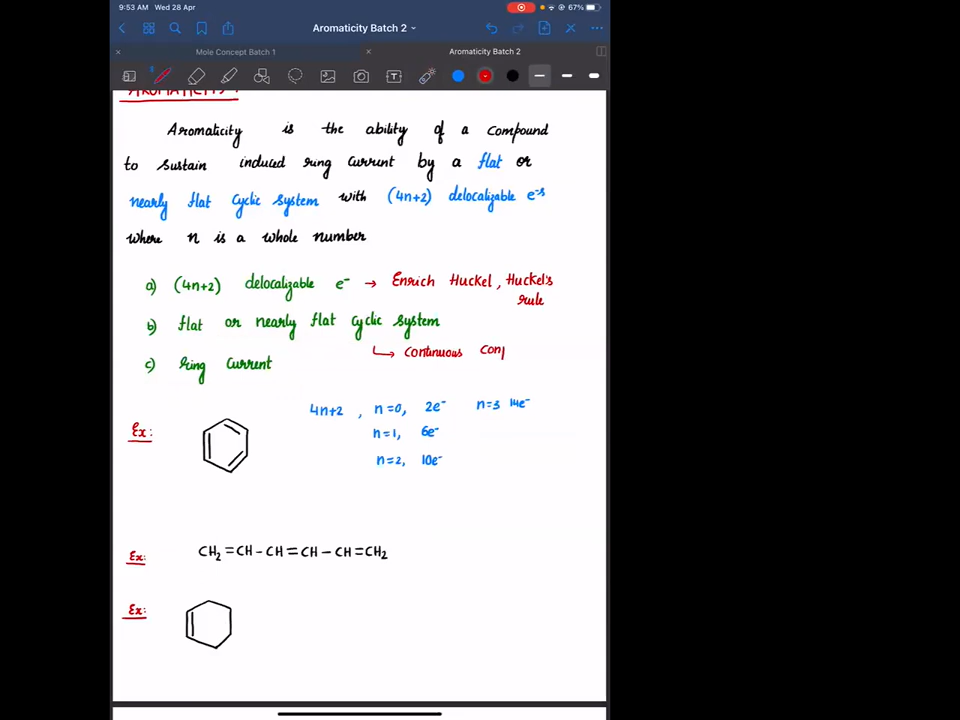 9:53 AM Wed 28 Apr
67%
Aromaticity Batch 2
Mole Concept Batch 1
Aromaticity Batch 2
Aromaticity is the ability of a compound
to sustain induced ring current by a flat or
nearly flat cyclic system with (4n+2) delocalizable e-s
where n is a whole number
a) (4n+2) delocalizable e- → Enrich Huckel, Huckel's
rule
b) flat or nearly flat cyclic system
↳ continuous conj
c) ring current
4n+2, n=0, 2e- n=3 14e-
Ex:
n=1, 6e-
n=2, 10e-
Ex: CH2=CH-CH=CH-CH=CH2
Ex: